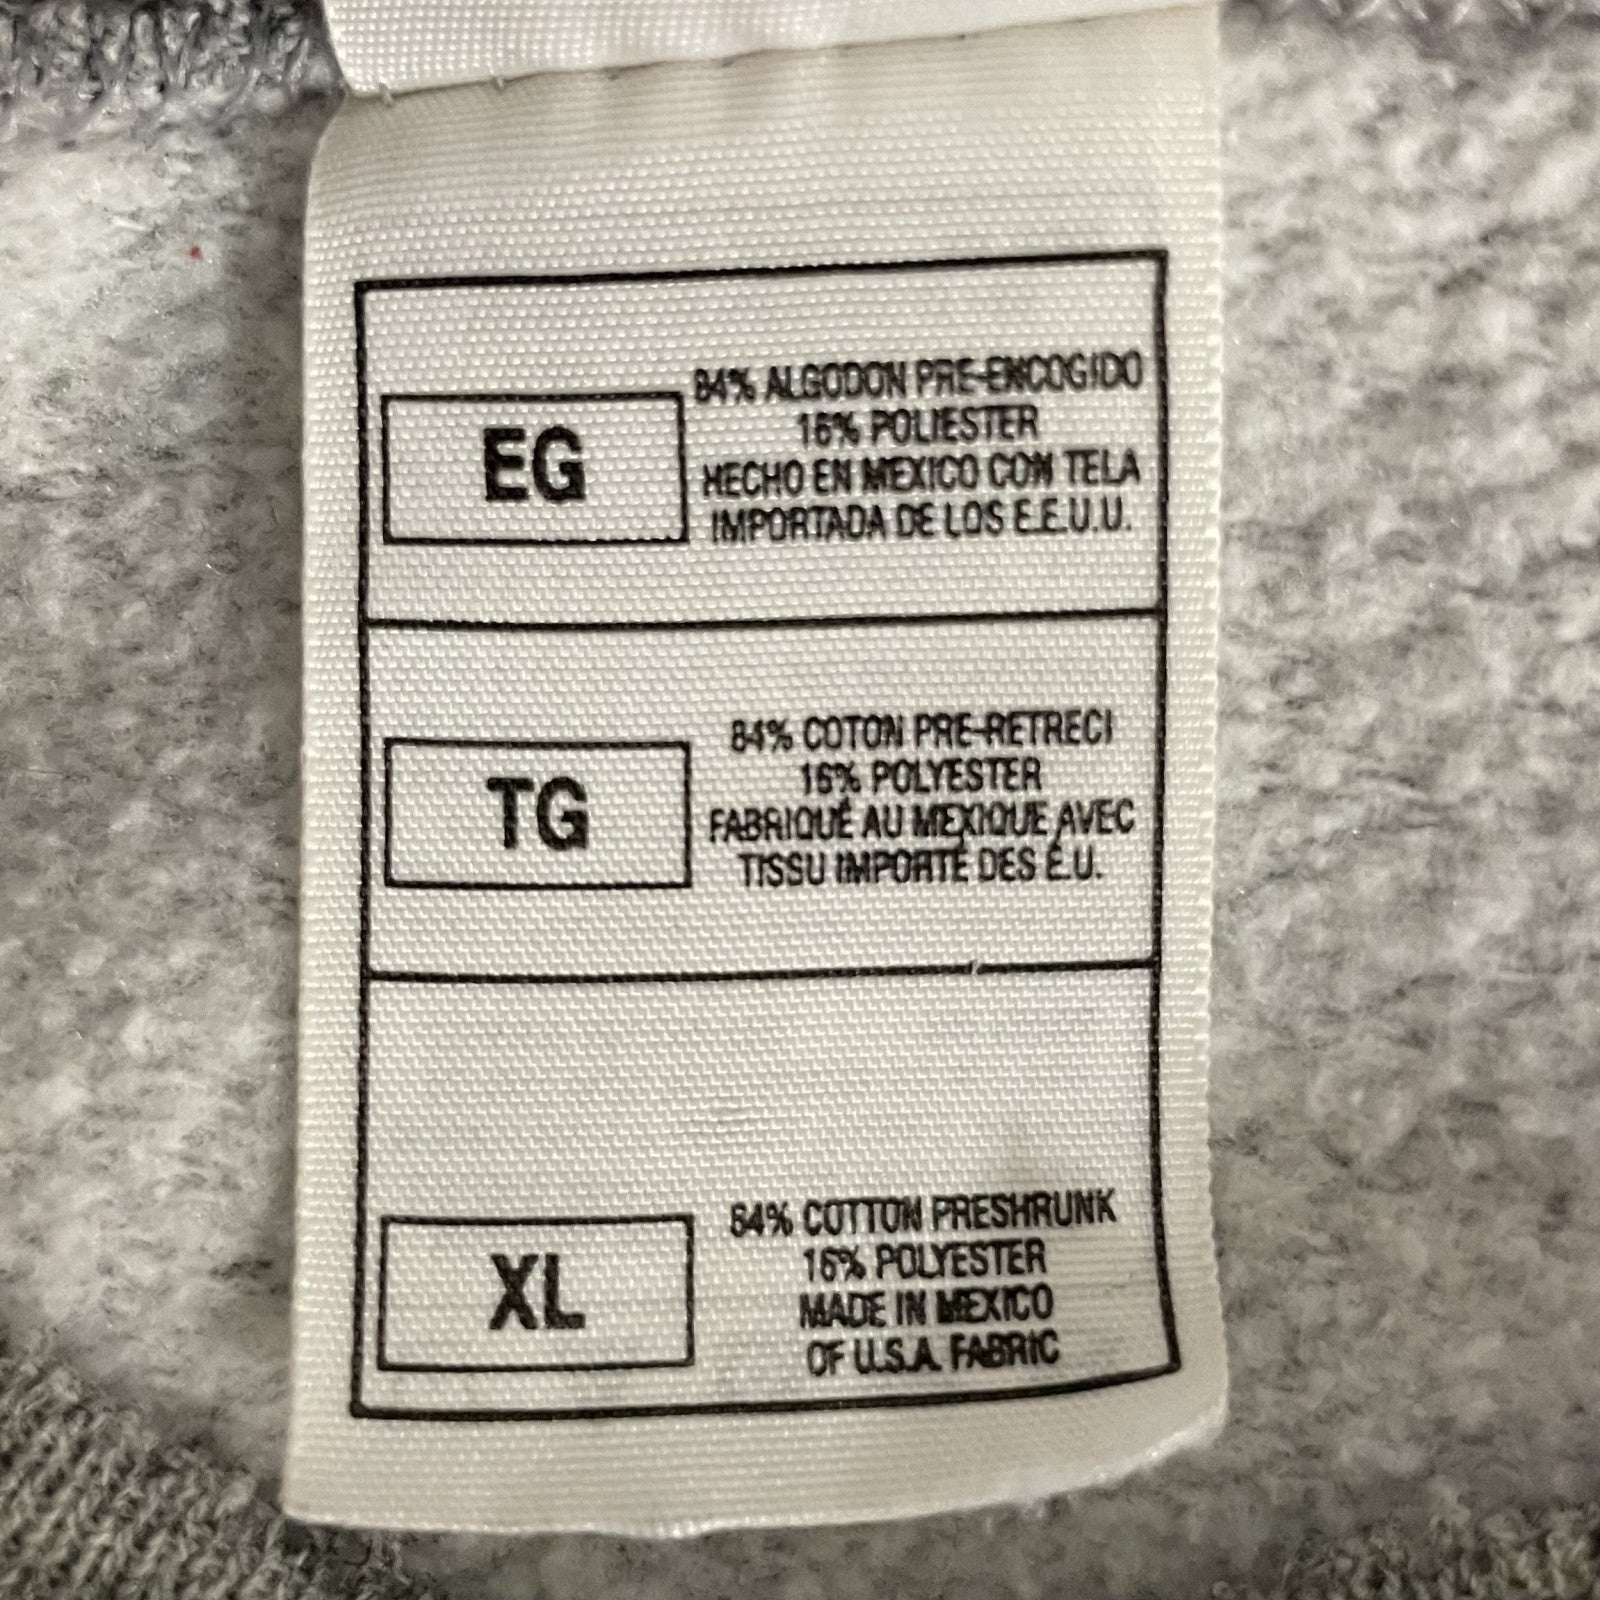 EG
84% ALGODON PRE-ENCOGIDO
16% POLIESTER
HECHO EN MEXICO CON TELA
IMPORTADA DE LOS E.E.U.U.
TG
84% COTON PRE-RETRECI
16% POLYESTER
FABRIQUÉ AU MEXIQUE AVEC
TISSU IMPORTÉ DES É.U.
XL
84% COTTON PRESHRUNK
16% POLYESTER
MADE IN MEXICO
OF U.S.A. FABRIC